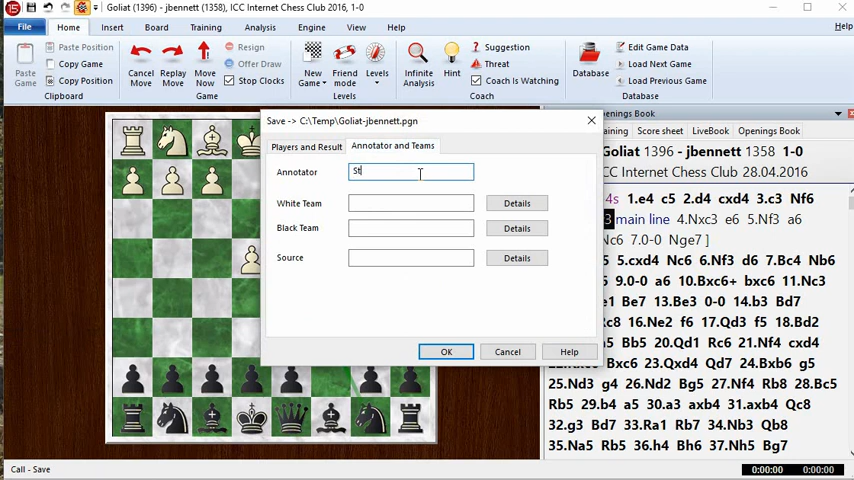 15
Goliat (1396) - jbennett (1358), ICC Internet Chess Club 2016, 1-0
File Home Insert Board Training Analysis Engine View Help
Help
Paste Game
Paste Position
Copy Game
Copy Position
Clipboard
Cancel Move
Replay Move
Move Now
Resign
Offer Draw
Stop Clocks
Game
New Game
Friend mode
Levels
Levels
Infinite Analysis
Hint
Suggestion
Threat
Coach Is Watching
Coach
Database
Edit Game Data
Load Next Game
Load Previous Game
Database
Save -> C:\Temp\Goliat-jbennett.pgn
Players and Result Annotator and Teams
Annotator St
White Team Details
Black Team Details
Source Details
OK Cancel Help
penings Book
aining Score sheet LiveBook Openings Book
Goliat 1396 - jbennett 1358 1-0
CC Internet Chess Club 28.04.2016
4s 1.e4 c5 2.d4 cxd4 3.c3 Nf6
3 main line 4.Nxc3 e6 5.Nf3 a6
Nc6 7.0-0 Nge7 ]
5 5.cxd4 Nc6 6.Nf3 d6 7.Bc4 Nb6
5 9.0-0 a6 10.Bxc6+ bxc6 11.Nc3
e1 Be7 13.Be3 0-0 14.b3 Bd7
Rc8 16.Ne2 f6 17.Qd3 f5 18.Bd2
a5 Bb5 20.Qd1 Rc6 21.Nf4 cxd4
Bxc6 23.Qxd4 Qd7 24.Bxb6 g5
25.Nd3 g4 26.Nd2 Bg5 27.Nf4 Rb8 28.Bc5
Rb5 29.b4 a5 30.a3 axb4 31.axb4 Qc8
32.g3 Bd7 33.Ra1 Rb7 34.Nb3 Qb8
35.Na5 Rb5 36.h4 Bh6 37.Nh5 Bg7
Call - Save
0:00:00 0:00:00